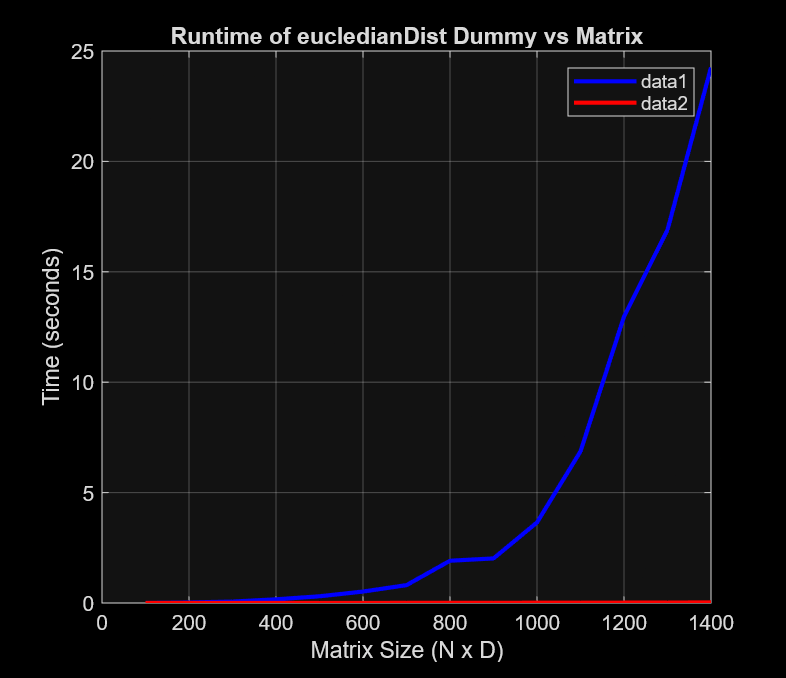 Runtime of eucledianDist Dummy vs Matrix
25
data1
data2
20
Time (seconds)
15
10
5
0
0 200 400 600 800 1000 1200 1400
Matrix Size (N x D)